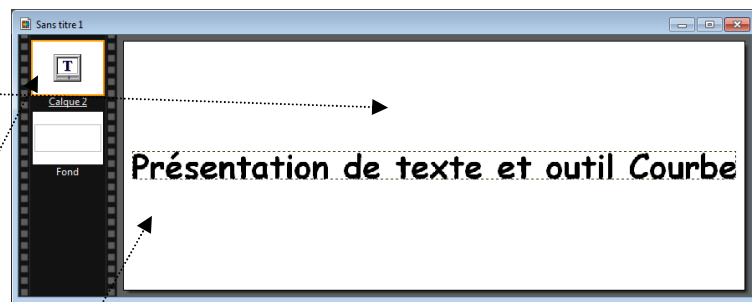 Sans titre 1
T
Calque 2
Fond
Présentation de texte et outil Courbe